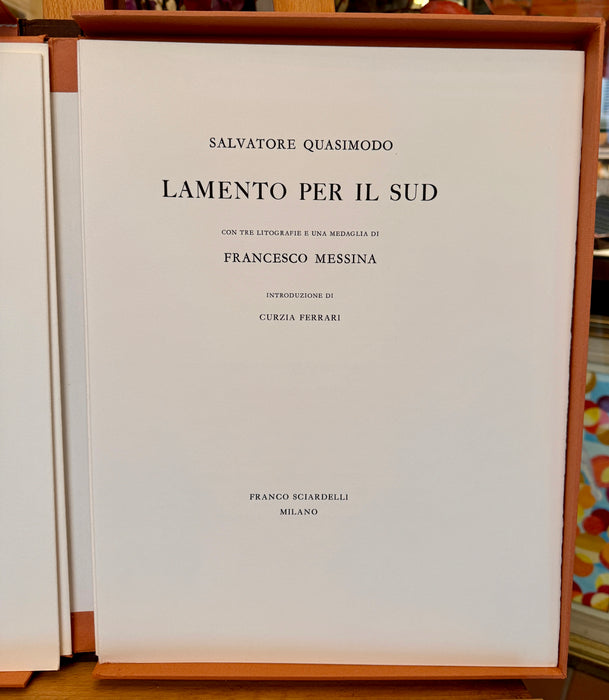 SALVATORE QUASIMODO
LAMENTO PER IL SUD
CON TRE LITOGRAFIE E UNA MEDAGLIA DI
FRANCESCO MESSINA
INTRODUZIONE DI
CURZIA FERRARI
FRANCO SCIARDELLI
MILANO